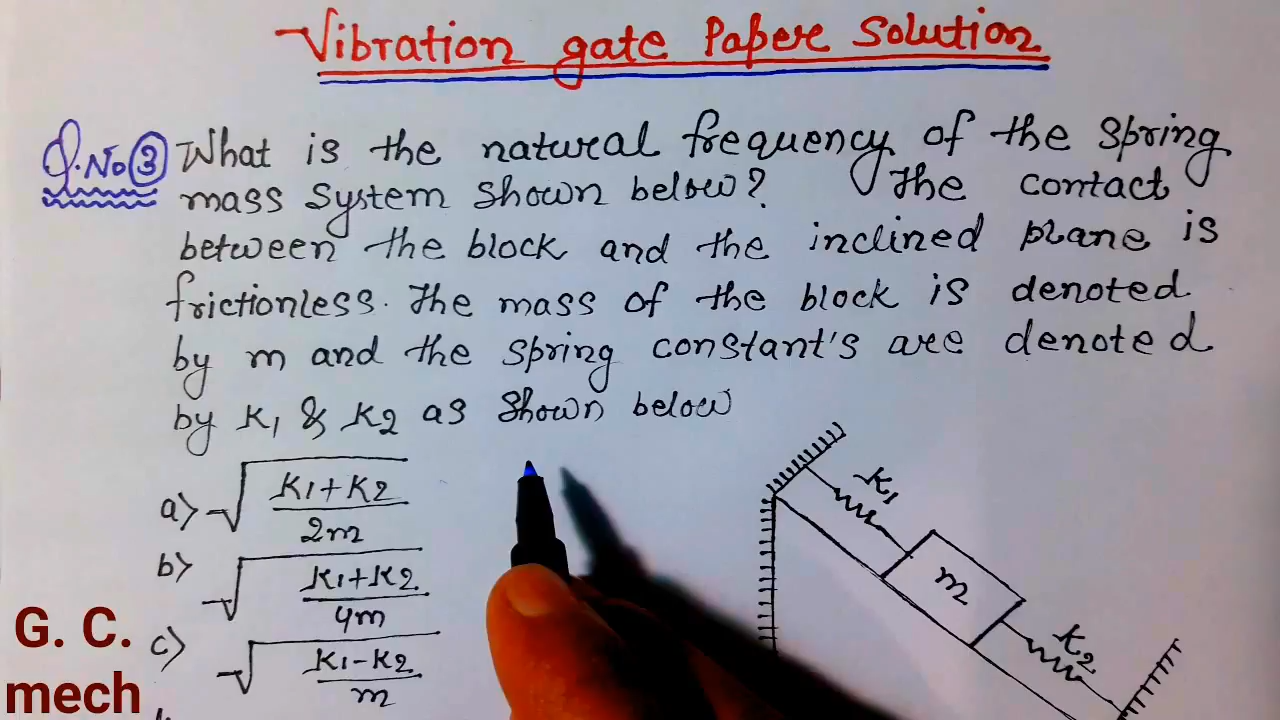 Vibration gate Paper Solution
Q.No 3 What is the natural frequency of the spring
mass system shown below? The contact
between the block and the inclined plane is
frictionless. The mass of the block is denoted
by m and the spring constant's are denoted
by K1 & K2 as shown below
a) √(K1+K2 / 2m)
b) √(K1+K2 / 4m)
c) √(K1-K2 / m)
K1
m
K2
G. C.
mech